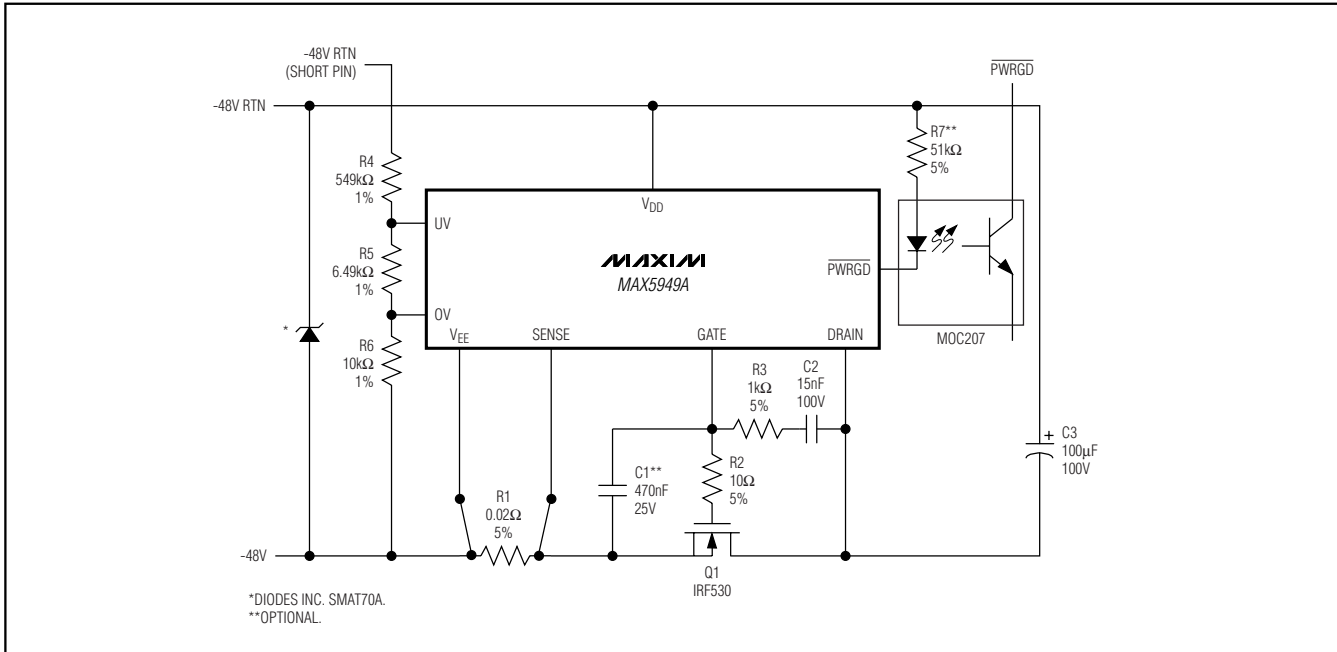 -48V RTN
(SHORT PIN)
PWRGD
-48V RTN
R7**
51kΩ
5%
R4
549kΩ
1%
VDD
UV
MAXIM
MAX5949A
R5
6.49kΩ
1%
PWRGD
*
OV
VEE
SENSE
GATE
DRAIN
MOC207
R6
10kΩ
1%
R3
1kΩ
5%
C2
15nF
100V
+
C3
100μF
100V
C1**
470nF
25V
R2
10Ω
5%
R1
0.02Ω
5%
-48V
Q1
IRF530
*DIODES INC. SMAT70A.
**OPTIONAL.